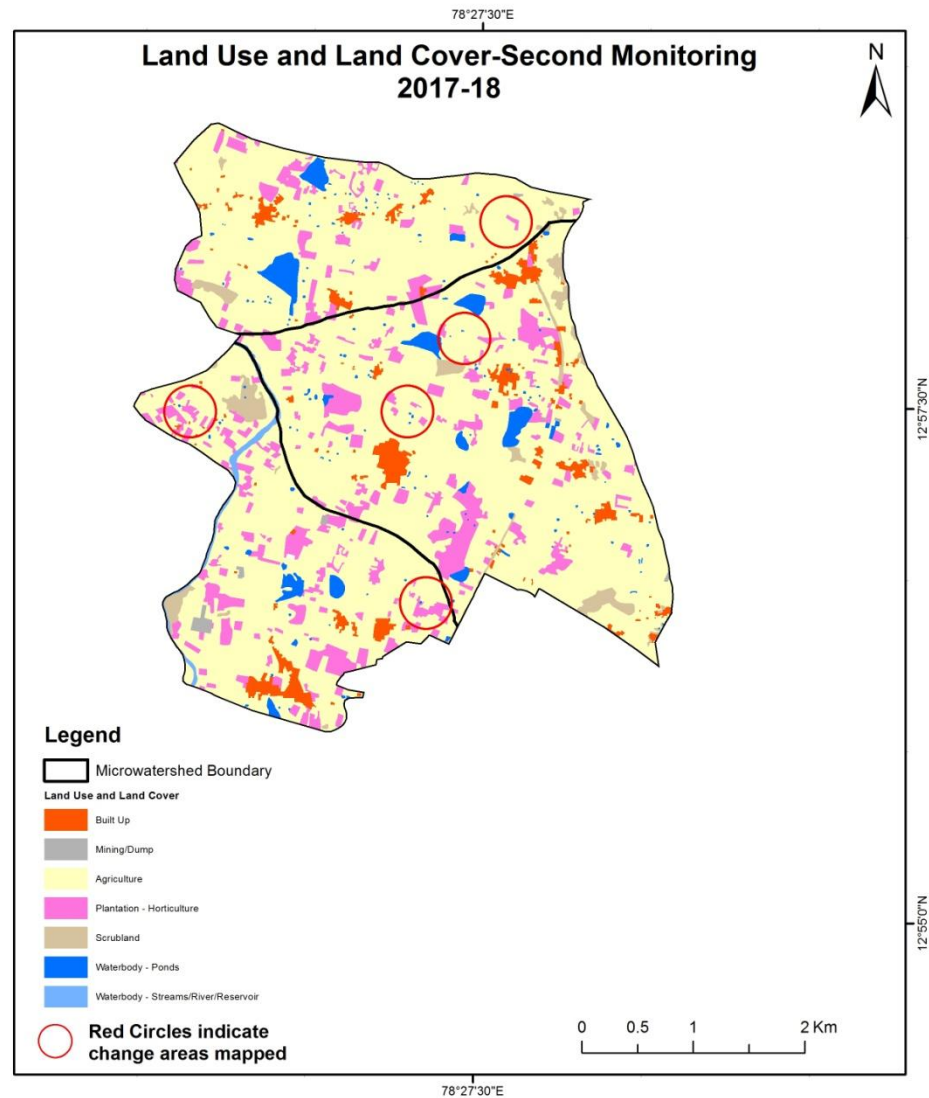 78°27'30"E
Land Use and Land Cover-Second Monitoring
2017-18
N
12°57'30"N
Legend
Microwatershed Boundary
Land Use and Land Cover
Built Up
Mining/Dump
Agriculture
Plantation - Horticulture
Scrubland
Waterbody - Ponds
Waterbody - Streams/River/Reservoir
12°55'0"N
Red Circles indicate
change areas mapped
0 0.5 1 2 Km
78°27'30"E